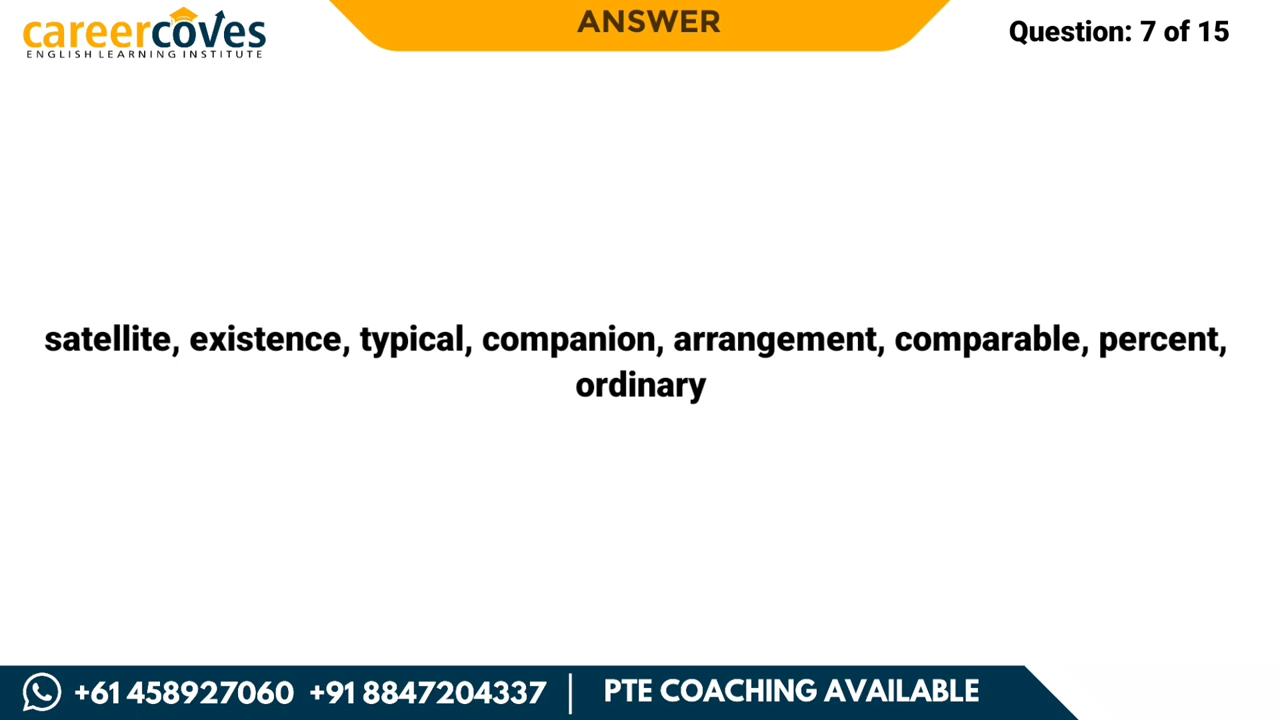 careercoves
ENGLISH LEARNING INSTITUTE
ANSWER
Question: 7 of 15
satellite, existence, typical, companion, arrangement, comparable, percent,
ordinary
+61 458927060 +91 8847204337 | PTE COACHING AVAILABLE